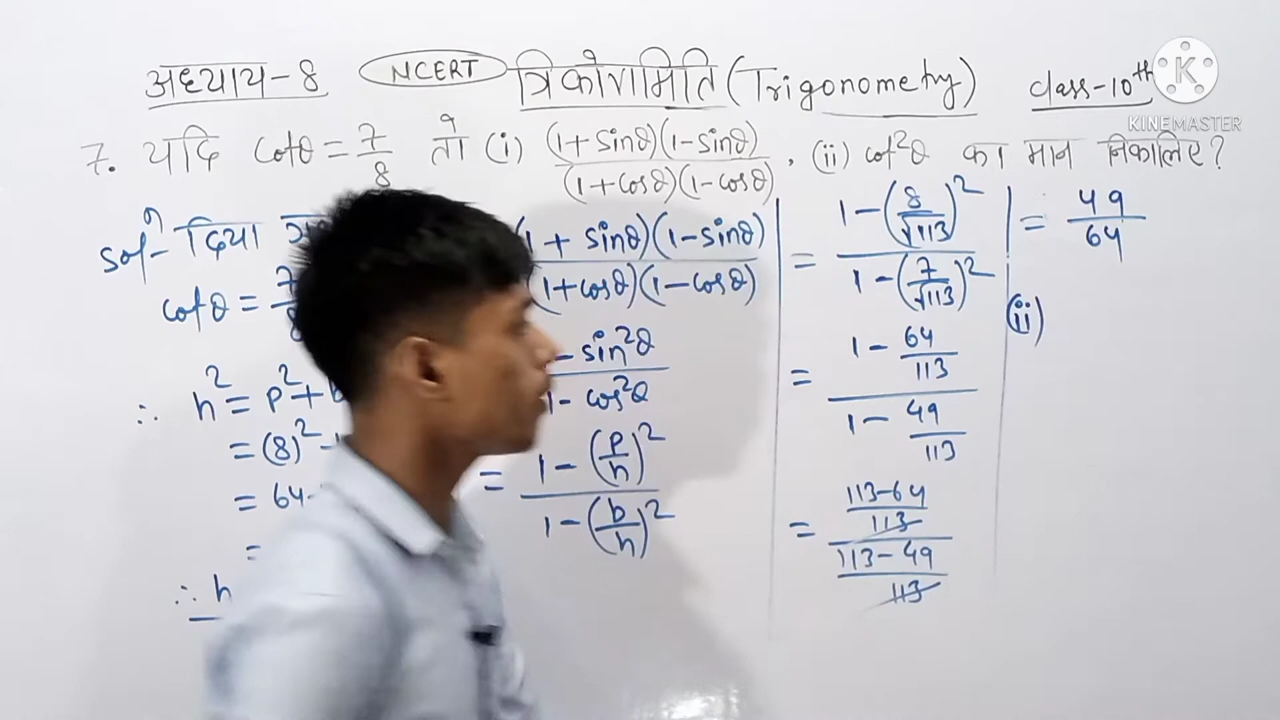 अध्याय-8 NCERT त्रिकोणमिति (Trigonometry) class-10th
K
KINEMASTER
7. यदि cotθ = 7/8 तो (i) (1+sinθ)(1-sinθ)/(1+cosθ)(1-cosθ), (ii) cot²θ का मान निकालिए?
Solⁿ- दिया
cotθ = 7/8
∴ h² = p² +
= (8)²
= 64
=
∴ h
(1 + sinθ)(1-sinθ)/(1+cosθ)(1-cosθ)
- sin²θ / 1 - cos²θ
= 1 - (p/h)² / 1 - (b/h)²
= 1 - (8/√113)² / 1 - (7/√113)²
= 1 - 64/113 / 1 - 49/113
= 113-64/113 / 113-49/113
= 49/64
(ii)